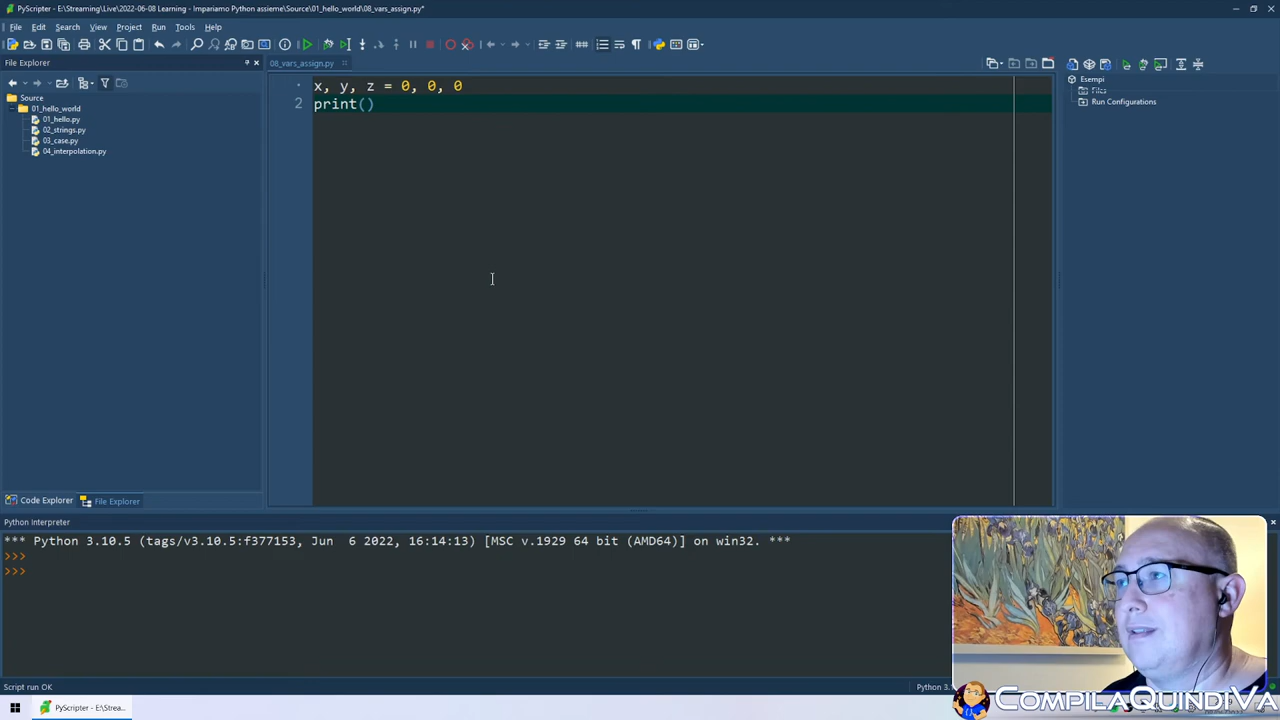 PyScripter - E:\Streaming\Live\2022-06-08 Learning - Impariamo Python assieme\Source\01_hello_world\08_vars_assign.py*
File Edit Search View Project Run Tools Help
File Explorer
08_vars_assign.py
Source
01_hello_world
01_hello.py
02_strings.py
03_case.py
04_interpolation.py
x, y, z = 0, 0, 0
2 print()
Esempi
Files
Run Configurations
Code Explorer
File Explorer
Python Interpreter
*** Python 3.10.5 (tags/v3.10.5:f377153, Jun 6 2022, 16:14:13) [MSC v.1929 64 bit (AMD64)] on win32. ***
>>>
>>>
Script run OK
PyScripter - E:\Strea...
COMPILAQUINDIVA